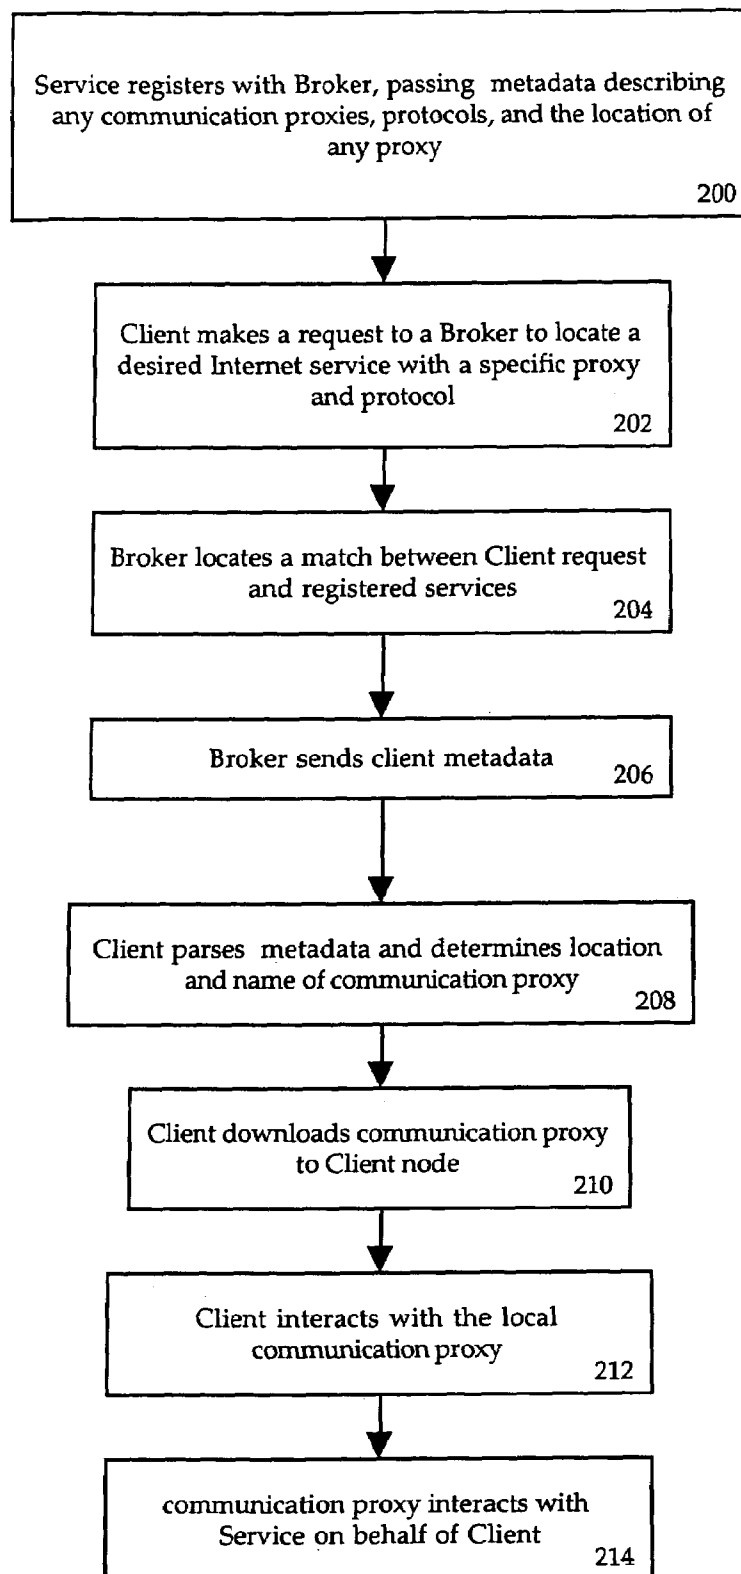 Service registers with Broker, passing metadata describing
any communication proxies, protocols, and the location of
any proxy
200
Client makes a request to a Broker to locate a
desired Internet service with a specific proxy
and protocol
202
Broker locates a match between Client request
and registered services
204
Broker sends client metadata
206
Client parses metadata and determines location
and name of communication proxy
208
Client downloads communication proxy
to Client node
210
Client interacts with the local
communication proxy
212
communication proxy interacts with
Service on behalf of Client
214